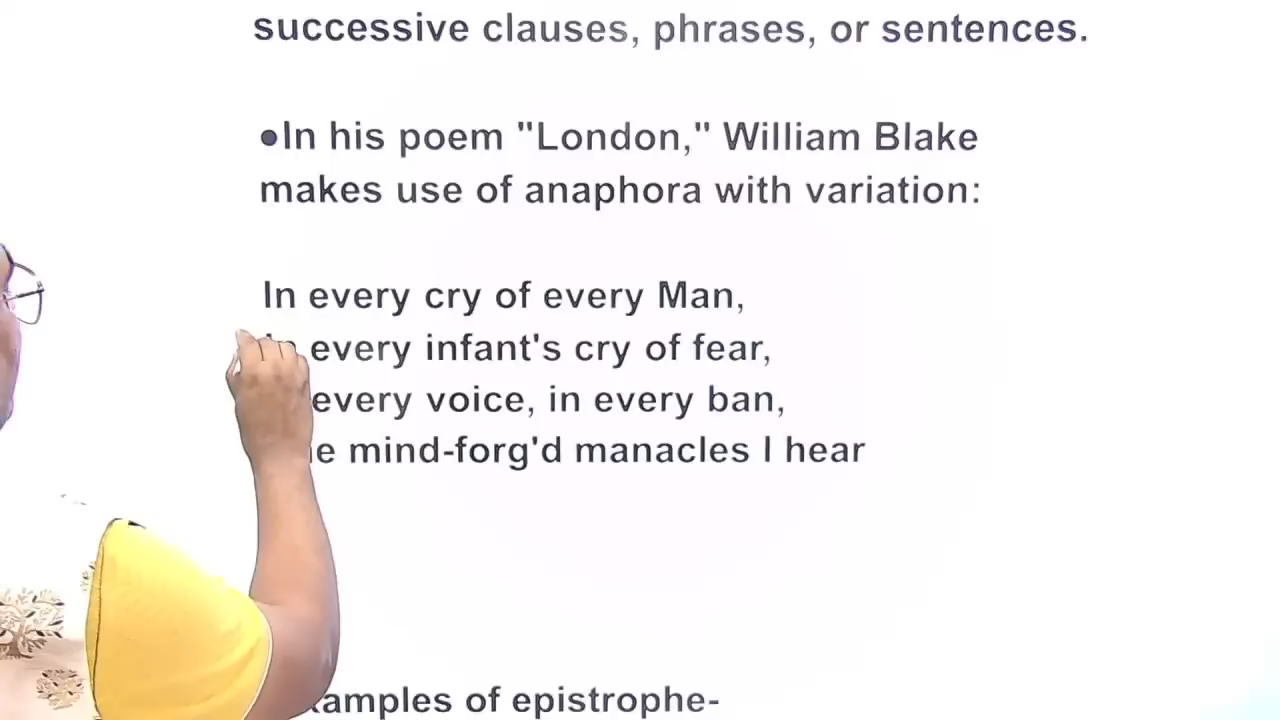 successive clauses, phrases, or sentences.
●In his poem "London," William Blake
makes use of anaphora with variation:
In every cry of every Man,
every infant's cry of fear,
every voice, in every ban,
mind-forg'd manacles I hear
of epistrophe-